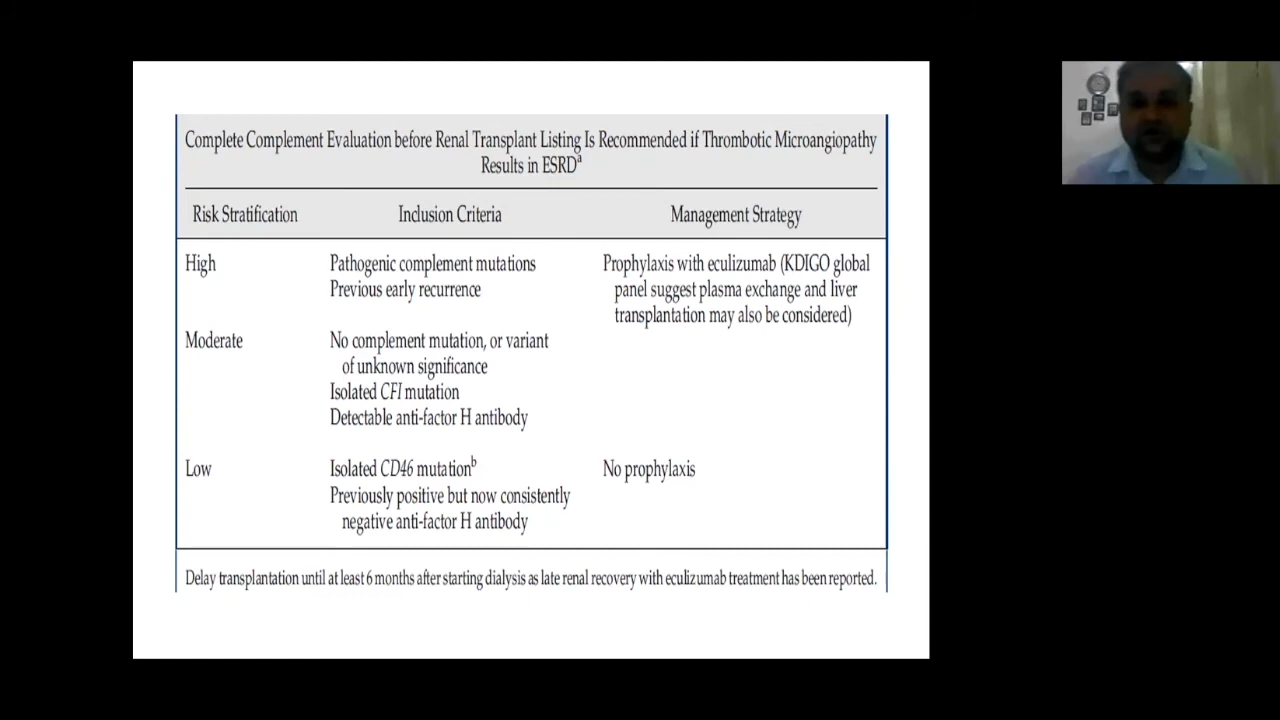 Complete Complement Evaluation before Renal Transplant Listing Is Recommended if Thrombotic Microangiopathy
Results in ESRDa
Risk Stratification Inclusion Criteria Management Strategy
High Pathogenic complement mutations Prophylaxis with eculizumab (KDIGO global
Previous early recurrence panel suggest plasma exchange and liver
transplantation may also be considered)
Moderate No complement mutation, or variant
of unknown significance
Isolated CFI mutation
Detectable anti-factor H antibody
Low Isolated CD46 mutationb No prophylaxis
Previously positive but now consistently
negative anti-factor H antibody
Delay transplantation until at least 6 months after starting dialysis as late renal recovery with eculizumab treatment has been reported.